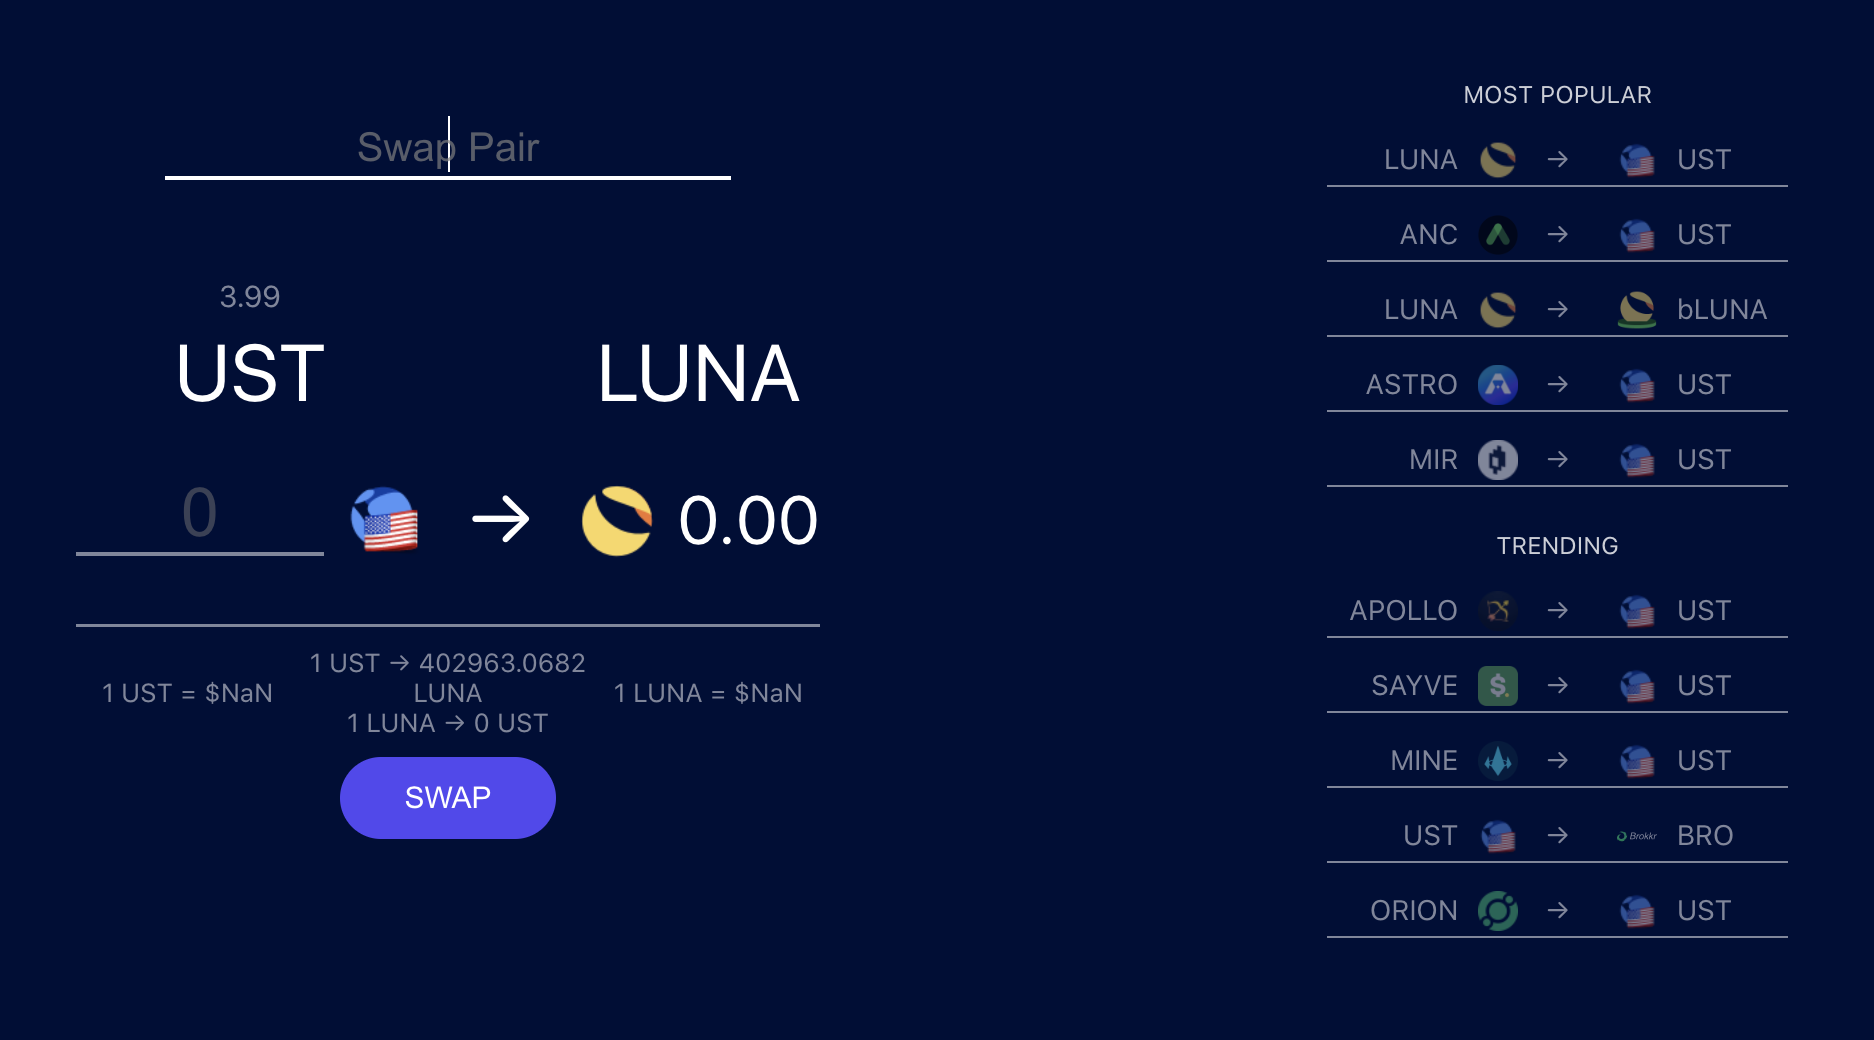 Swap Pair
3.99
UST LUNA
0 → 0.00
1 UST → 402963.0682
1 UST = $NaN LUNA 1 LUNA = $NaN
1 LUNA → 0 UST
SWAP
MOST POPULAR
LUNA → UST
ANC → UST
LUNA → bLUNA
ASTRO → UST
MIR → UST
TRENDING
APOLLO → UST
SAYVE $ → UST
MINE → UST
UST → Brokkr BRO
ORION → UST